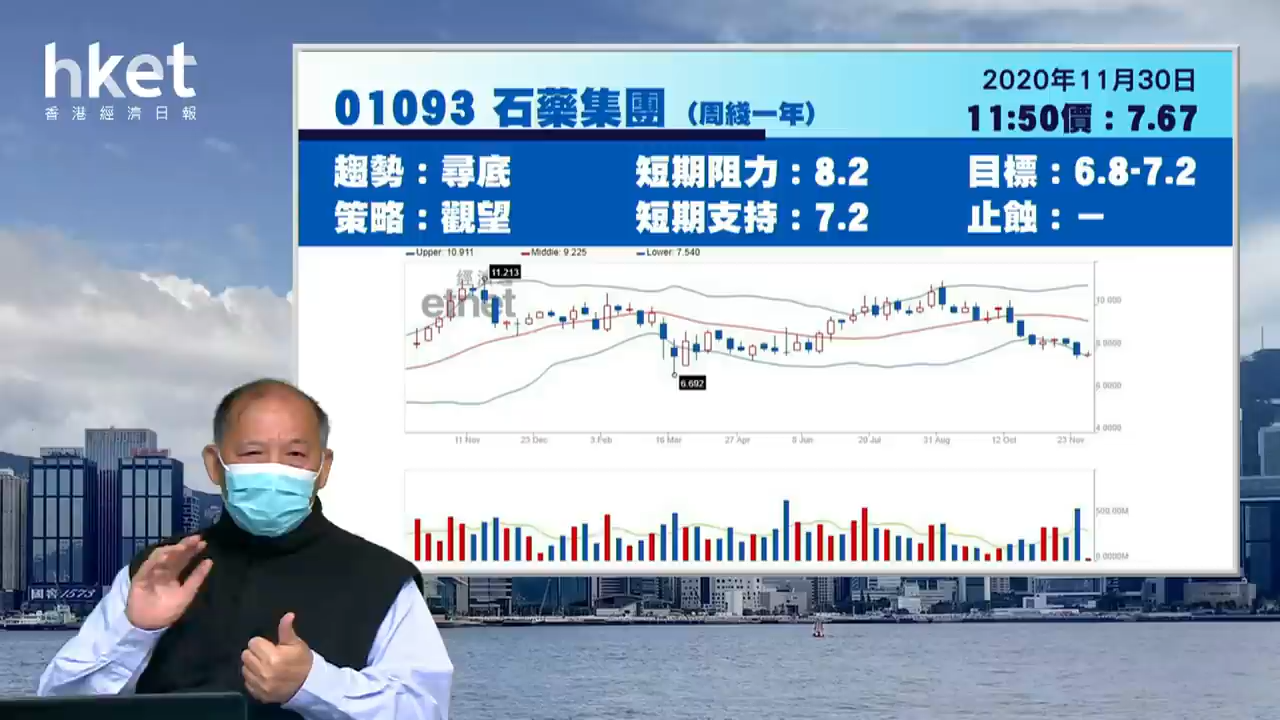 hket
香港經濟日報
01093 石藥集團 (周綫一年)
2020年11月30日
11:50價：7.67
趨勢：尋底
短期阻力：8.2
目標：6.8-7.2
策略：觀望
短期支持：7.2
止蝕：—
Upper: 10.911
Middle: 9.225
Lower: 7.540
11.213
etnet
6.692
10.000
8.0000
6.0000
4.0000
11 Nov
23 Dec
3 Feb
16 Mar
27 Apr
8 Jun
20 Jul
31 Aug
12 Oct
23 Nov
500.00M
0.0000M
國窖 1573